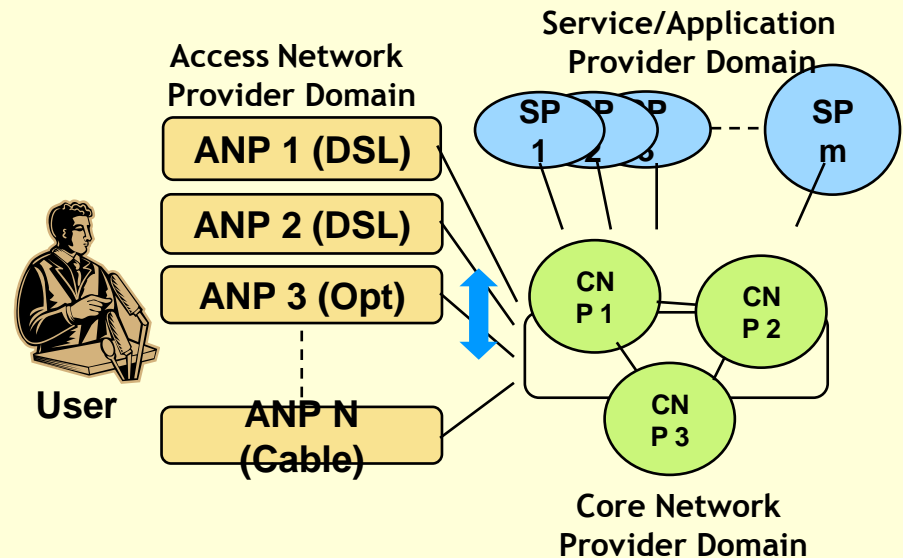 Service/Application
Provider Domain
Access Network
Provider Domain
ANP 1 (DSL)
ANP 2 (DSL)
ANP 3 (Opt)
ANP N
(Cable)
User
SP
1
SP
m
CN
P 1
CN
P 2
CN
P 3
Core Network
Provider Domain